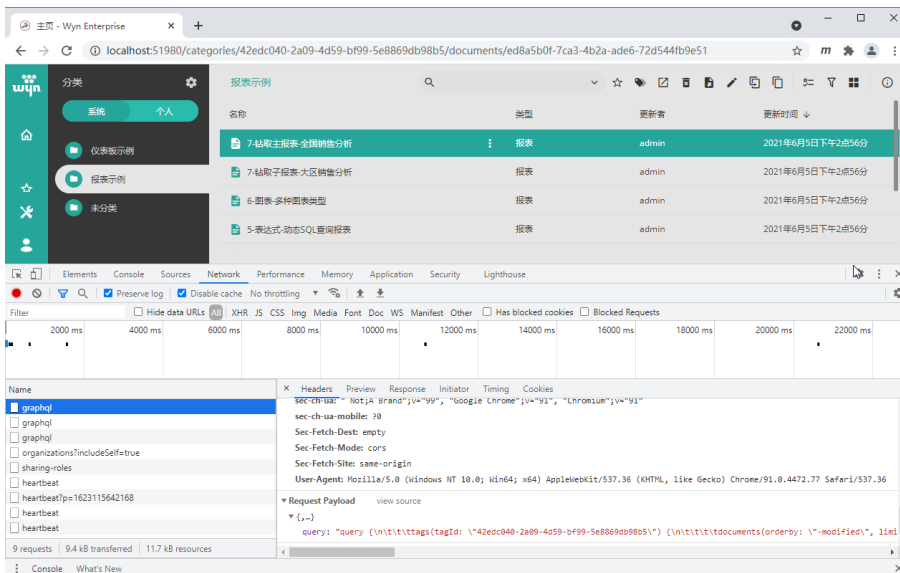 主页 - Wyn Enterprise
localhost:51980/categories/42edc040-2a09-4d59-bf99-5e8869db98b5/documents/ed8a5b0f-7ca3-4b2a-ade6-72d544fb9e51
wyn 分类 报表示例
系统 个人
名称 类型 更新者 更新时间
仪表板示例
报表示例
未分类
7-钻取主报表-全国销售分析 报表 admin 2021年6月5日下午2点56分
7-钻取子报表-大区销售分析 报表 admin 2021年6月5日下午2点56分
6-图表-多种图表类型 报表 admin 2021年6月5日下午2点56分
5-表达式-动态SQL查询报表 报表 admin 2021年6月5日下午2点56分
Elements Console Sources Network Performance Memory Application Security Lighthouse
Preserve log Disable cache No throttling
Filter Hide data URLs All XHR JS CSS Img Media Font Doc WS Manifest Other Has blocked cookies Blocked Requests
2000 ms 4000 ms 6000 ms 8000 ms 10000 ms 12000 ms 14000 ms 16000 ms 18000 ms 20000 ms 22000 ms
Name
graphql
graphql
graphql
organizations?includeSelf=true
sharing-roles
heartbeat
heartbeat?p=1623115642168
heartbeat
heartbeat
9 requests 9.4 kB transferred 11.7 kB resources
Headers Preview Response Initiator Timing Cookies
sec-ch-ua: " Not;A Brand";v="99", "Google Chrome";v="91", "Chromium";v="91"
sec-ch-ua-mobile: ?0
Sec-Fetch-Dest: empty
Sec-Fetch-Mode: cors
Sec-Fetch-Site: same-origin
User-Agent: Mozilla/5.0 (Windows NT 10.0; Win64; x64) AppleWebKit/537.36 (KHTML, like Gecko) Chrome/91.0.4472.77 Safari/537.36
Request Payload view source
{,…}
query: "query {\n\t\t\ttags(tagId: \"42edc040-2a09-4d59-bf99-5e8869db98b5\") {\n\t\t\t\tdocuments(orderby: \"-modified\", limi
Console What's New